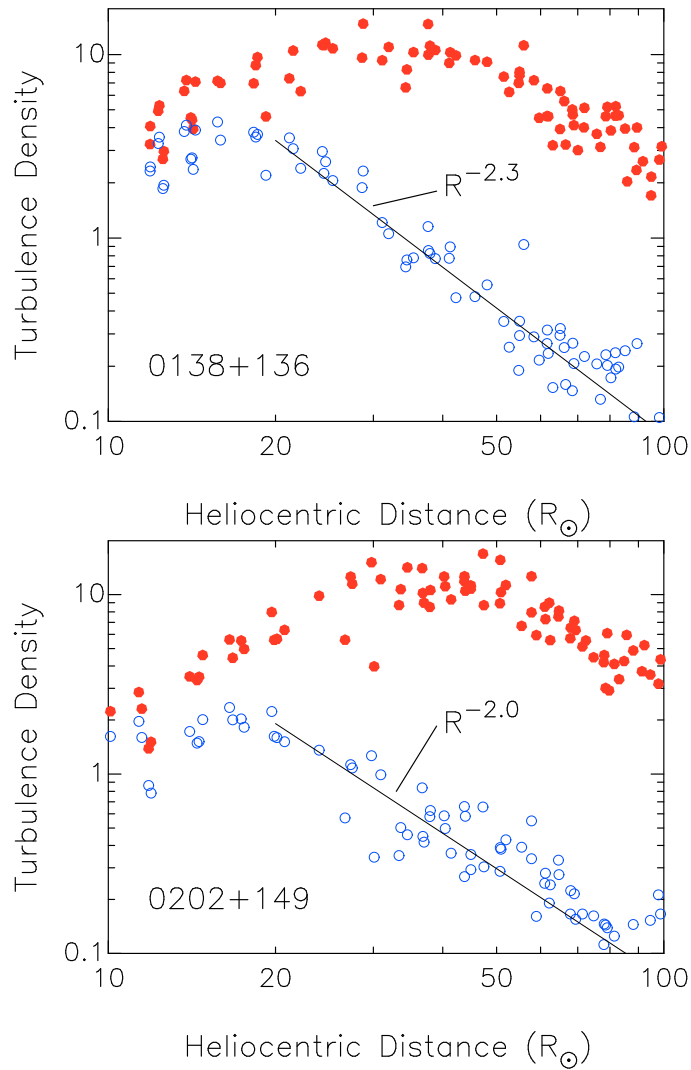 Turbulence Density
10
1
0.1
R−2.3
0138+136
10 20 50 100
Heliocentric Distance (R⊙)
Turbulence Density
10
1
0.1
R−2.0
0202+149
10 20 50 100
Heliocentric Distance (R⊙)